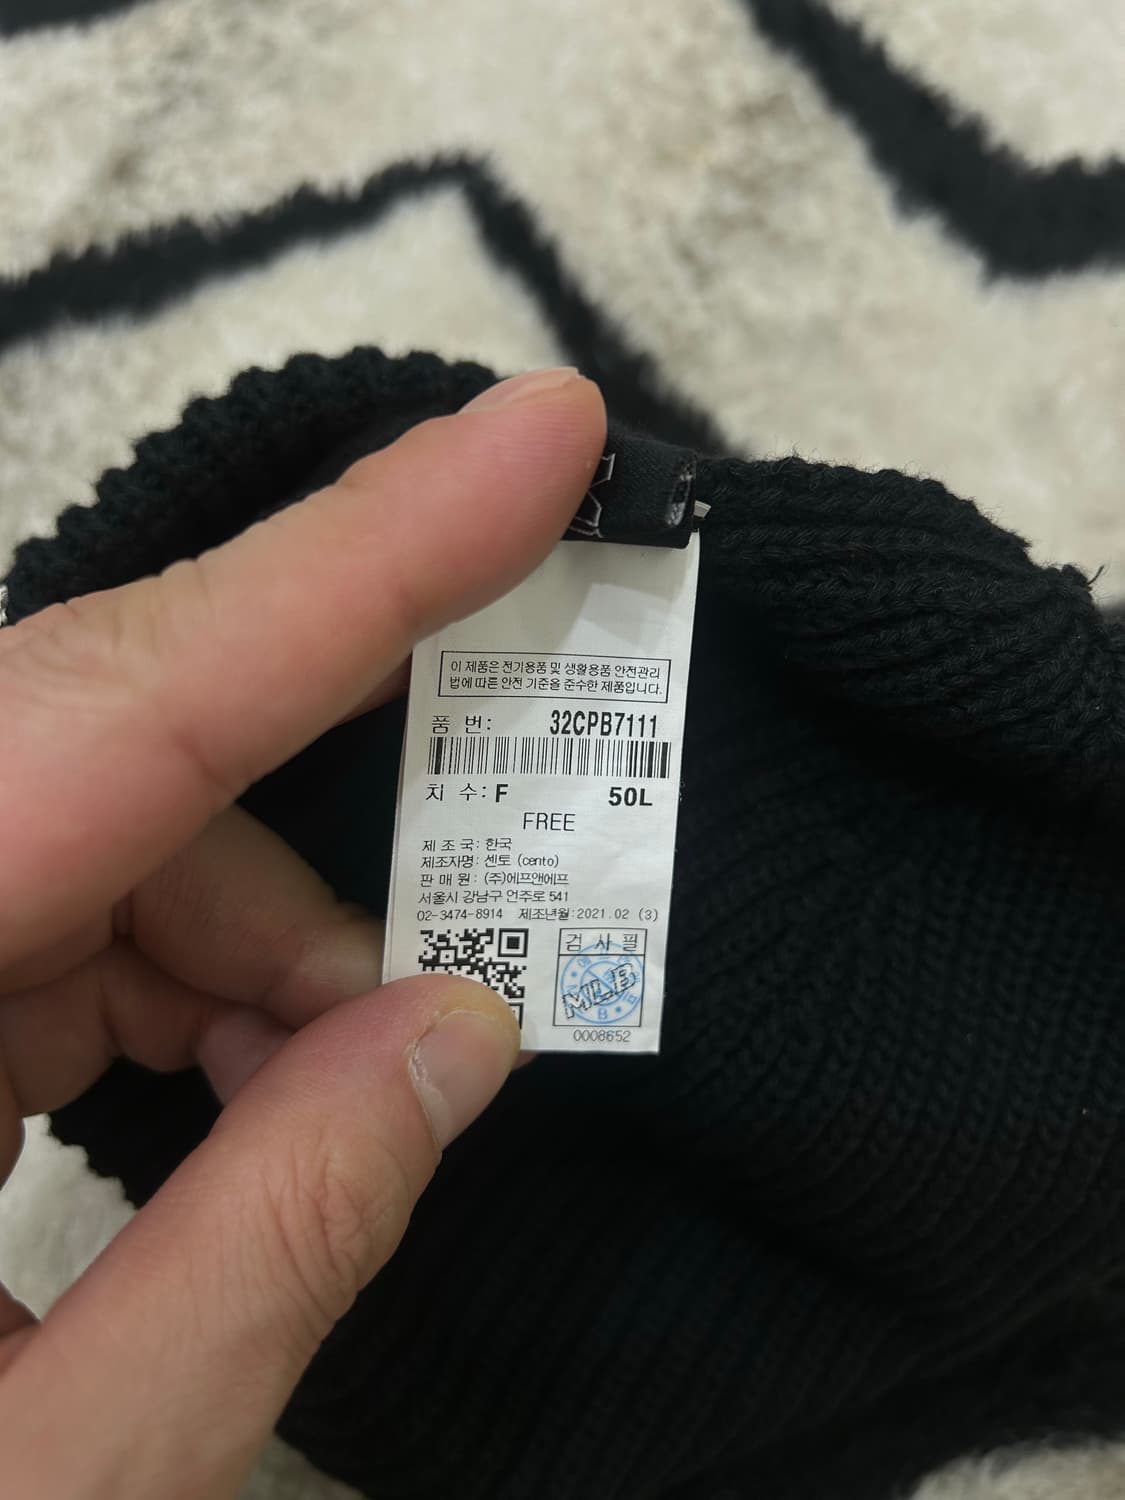 이 제품은 전기용품 및 생활용품 안전관리
법에 따른 안전 기준을 준수한 제품입니다.
품 번: 32CPB7111
치 수: F 50L
FREE
제 조 국: 한국
제조자명: 센토 (cento)
판 매 원: (주)에프앤에프
서울시 강남구 언주로 541
02-3474-8914 제조년월:2021.02 (3)
검 사 필
MLB
0008652